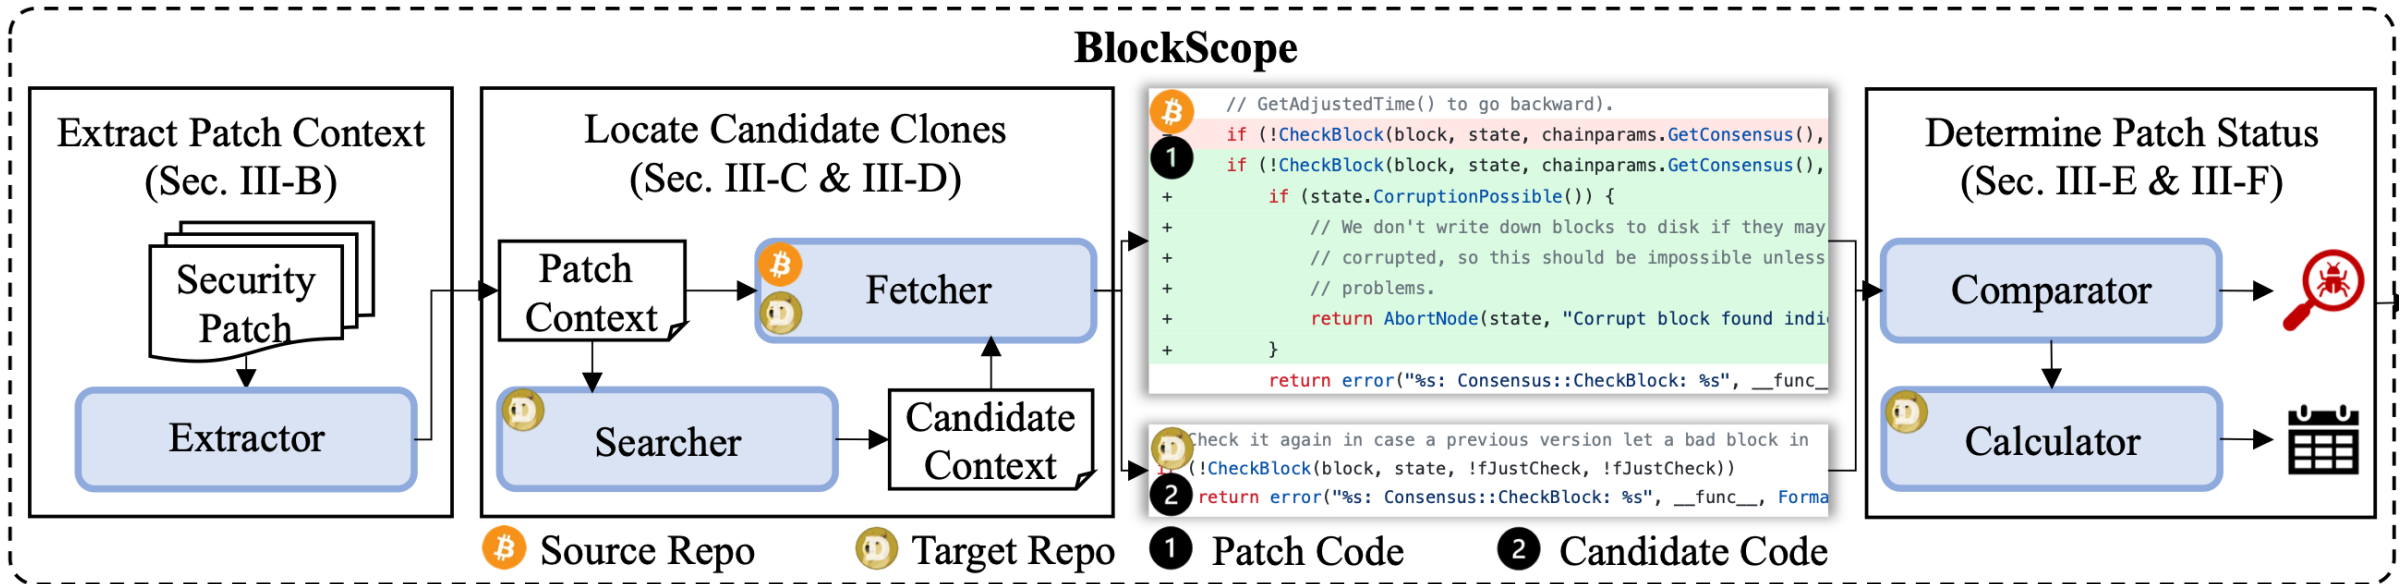 BlockScope
Extract Patch Context
(Sec. III-B)
Security
Patch
Extractor
Locate Candidate Clones
(Sec. III-C & III-D)
Patch
Context
Fetcher
Searcher
Candidate
Context
// GetAdjustedTime() to go backward).
if (!CheckBlock(block, state, chainparams.GetConsensus(),
1
if (!CheckBlock(block, state, chainparams.GetConsensus(),
+ if (state.CorruptionPossible()) {
+ // We don't write down blocks to disk if they may
+ // corrupted, so this should be impossible unless
+ // problems.
+ return AbortNode(state, "Corrupt block found indi
+ }
return error("%s: Consensus::CheckBlock: %s", __func_
Check it again in case a previous version let a bad block in
(!CheckBlock(block, state, !fJustCheck, !fJustCheck))
2
return error("%s: Consensus::CheckBlock: %s", __func__, Forma
Determine Patch Status
(Sec. III-E & III-F)
Comparator
Calculator
Source Repo
Target Repo
1 Patch Code
2 Candidate Code